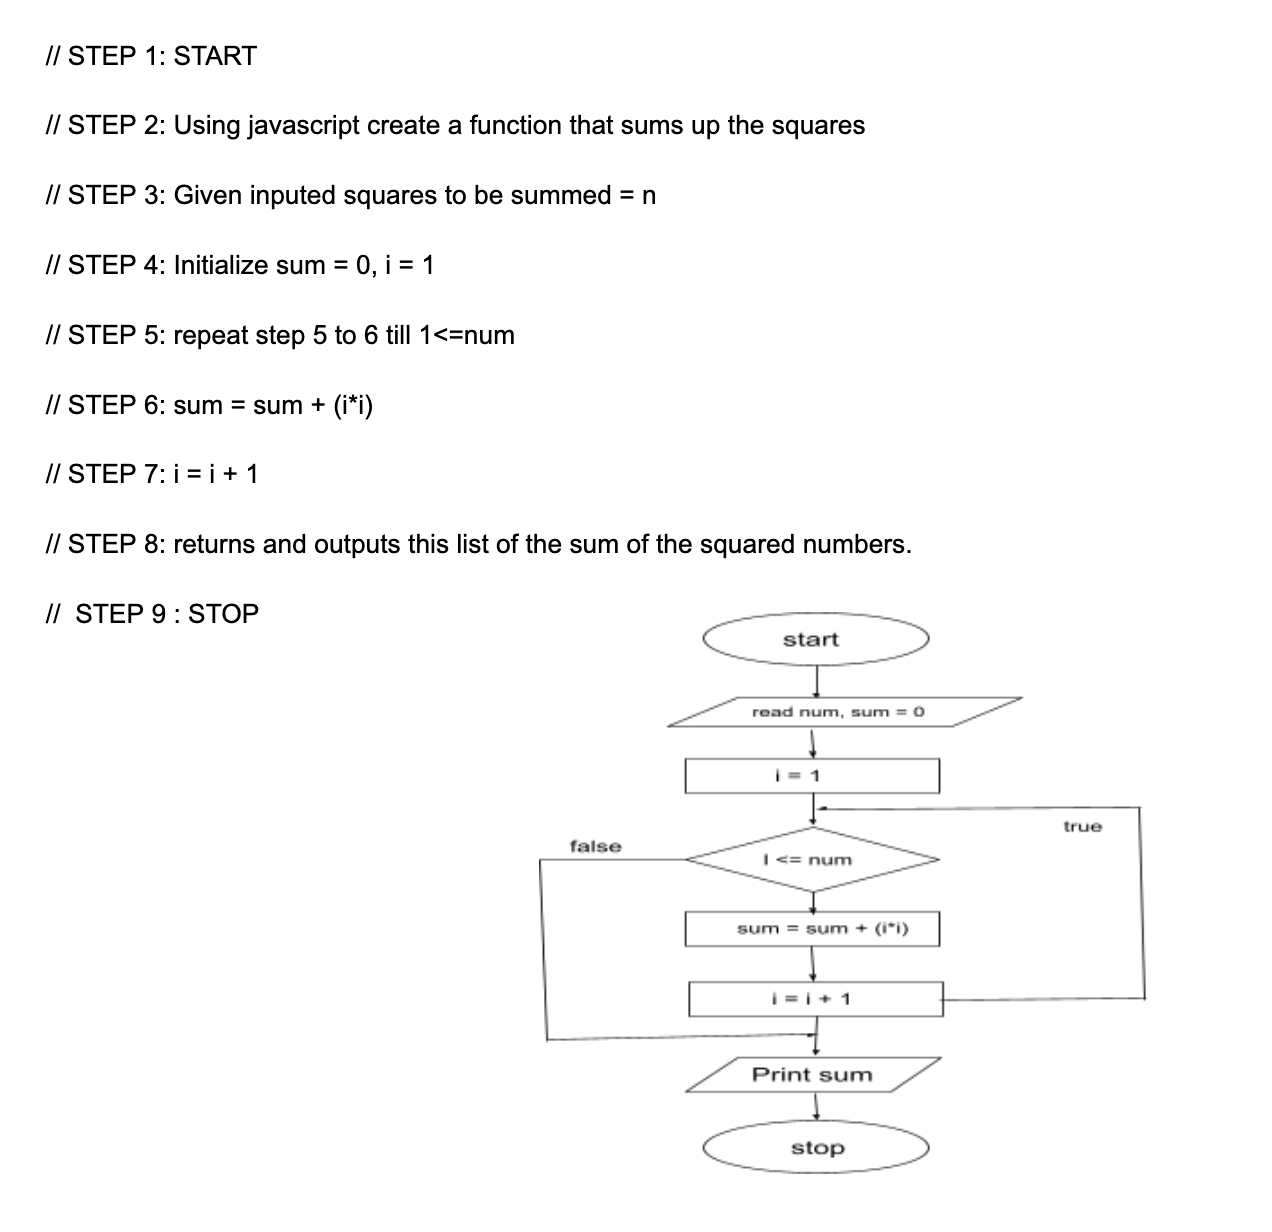 // STEP 1: START
// STEP 2: Using javascript create a function that sums up the squares
// STEP 3: Given inputed squares to be summed = n
// STEP 4: Initialize sum = 0, i = 1
// STEP 5: repeat step 5 to 6 till 1<=num
// STEP 6: sum = sum + (i*i)
// STEP 7: i = i + 1
// STEP 8: returns and outputs this list of the sum of the squared numbers.
// STEP 9 : STOP
start
read num, sum = 0
i = 1
true
false
I <= num
sum = sum + (i*i)
i = i + 1
Print sum
stop